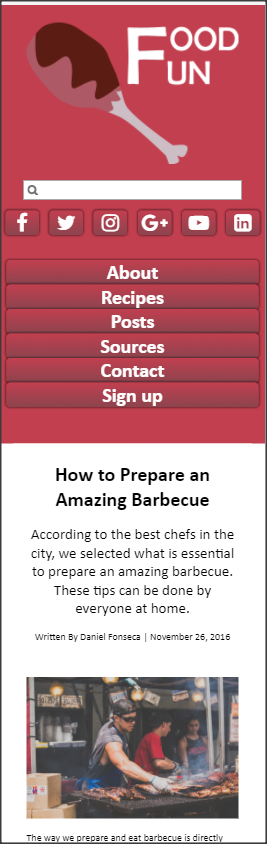 FOOD
FUN
f
G+
in
About
Recipes
Posts
Sources
Contact
Sign up
How to Prepare an
Amazing Barbecue
According to the best chefs in the
city, we selected what is essential
to prepare an amazing barbecue.
These tips can be done by
everyone at home.
Written By Daniel Fonseca | November 26, 2016
The way we prepare and eat barbecue is directly